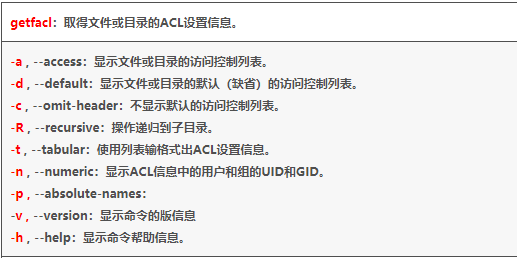 getfacl：取得文件或目录的ACL设置信息。
-a , --access：显示文件或目录的访问控制列表。
-d , --default：显示文件或目录的默认（缺省）的访问控制列表。
-c , --omit-header：不显示默认的访问控制列表。
-R , --recursive：操作递归到子目录。
-t , --tabular：使用列表输格式出ACL设置信息。
-n , --numeric：显示ACL信息中的用户和组的UID和GID。
-p , --absolute-names：
-v , --version：显示命令的版信息
-h , --help：显示命令帮助信息。